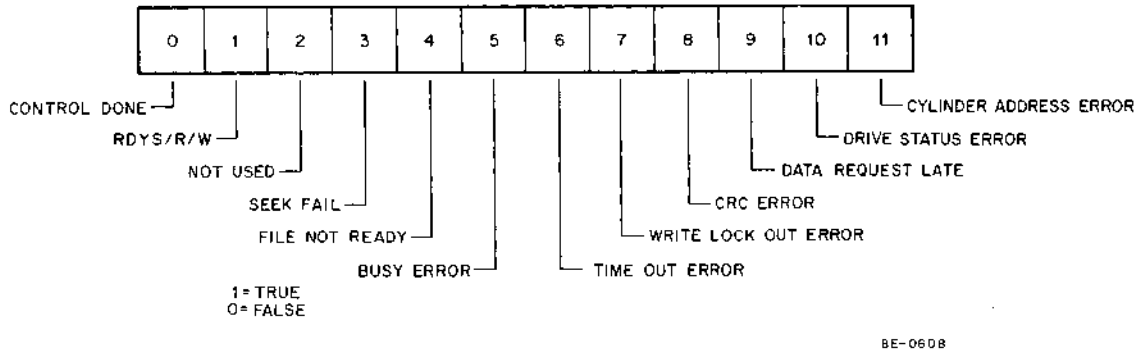 0 1 2 3 4 5 6 7 8 9 10 11
CONTROL DONE
CYLINDER ADDRESS ERROR
RDYS/R/W
DRIVE STATUS ERROR
NOT USED
DATA REQUEST LATE
SEEK FAIL
CRC ERROR
FILE NOT READY
WRITE LOCK OUT ERROR
BUSY ERROR
TIME OUT ERROR
1=TRUE
0=FALSE
BE-0608